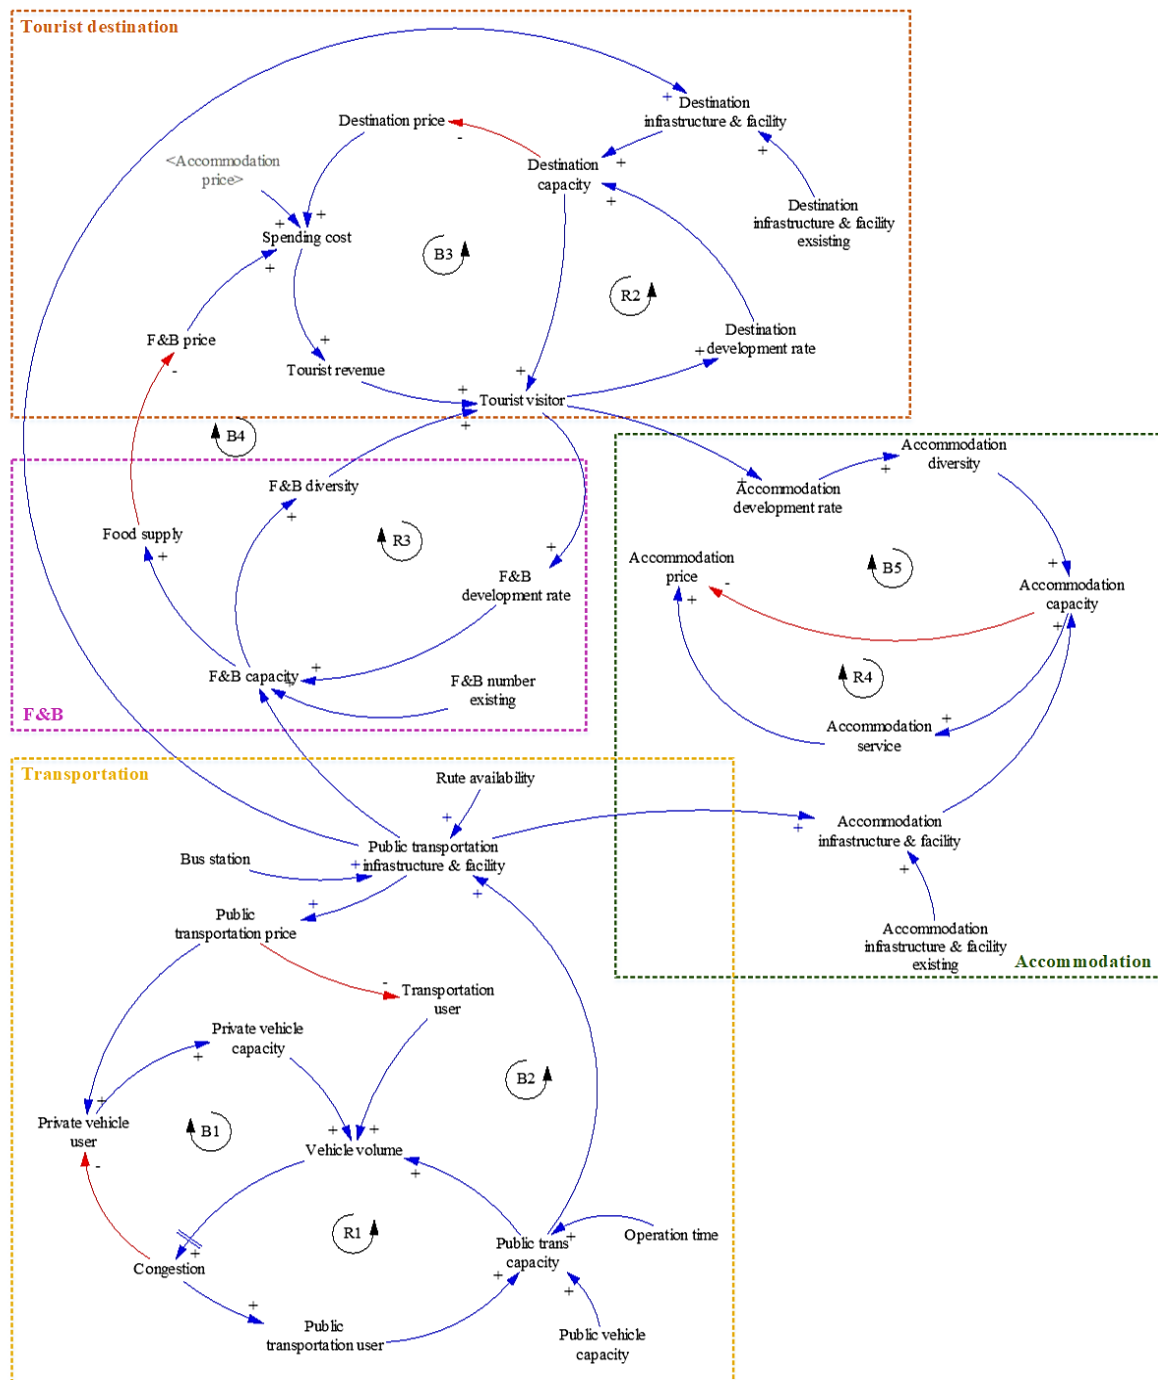 Tourist destination
Destination
infrastructure & facility
Destination price
<Accommodation
price>
Destination
capacity
Destination
infrastructure & facility
exsisting
Spending cost
B3
R2
F&B price
Destination
development rate
Tourist revenue
Tourist visitor
B4
Accommodation
diversity
F&B diversity
Accommodation
development rate
Food supply
R3
Accommodation
price
B5
F&B
development rate
Accommodation
capacity
F&B capacity
F&B number
existing
R4
F&B
Accommodation
service
Transportation
Rute availability
Accommodation
infrastructure & facility
Public transportation
infrastructure & facility
Bus station
Public
transportation price
Accommodation
infrastructure & facility
existing
Accommodation
Transportation
user
Private vehicle
capacity
B2
Private vehicle
user
B1
Vehicle volume
R1
Operation time
Public trans
capacity
Congestion
Public
transportation user
Public vehicle
capacity